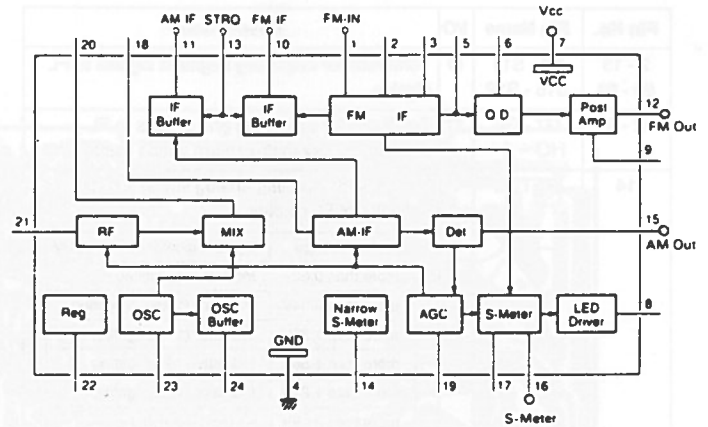 AM IF STRQ FM IF FM-IN Vcc
20 18 11 13 10 1 2 3 5 6 7
VCC
IF Buffer
IF Buffer
FM IF
QD
Post Amp
12
FM Out
9
21
RF
MIX
AM-IF
Det
15
AM Out
Reg
OSC
OSC Buffer
GND
Narrow S-Meter
AGC
S-Meter
LED Driver
8
22 23 24 4 14 19 17 16
S-Meter